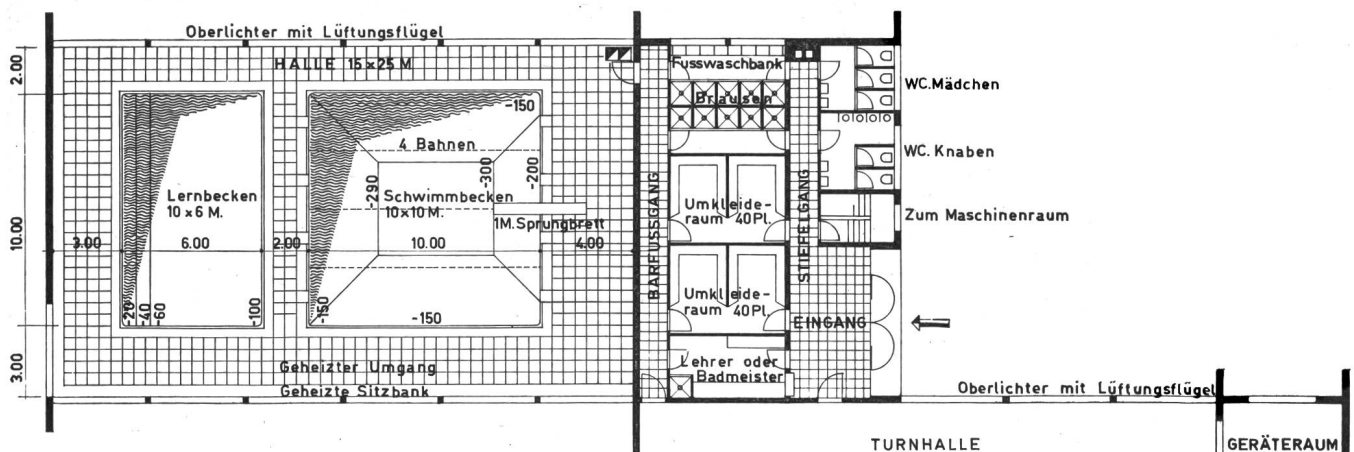 Oberlichter mit Lüftungsflügel
HALLE 15 x 25 M.
2.00
10.00
3.00
Lernbecken
10 x 6 M.
3.00
6.00
2.00
10.00
4.00
-20
-40
-60
-100
-150
4 Bahnen
-290
-300
-200
Schwimmbecken
10 x 10 M.
1M. Sprungbrett
-150
-150
Geheizter Umgang
Geheizte Sitzbank
BARFUSSGANG
Fusswaschbank
Brausen
Umkleide-
raum 40 Pl.
Umkleide-
raum 40 Pl.
Lehrer oder
Badmeister
STIEFELGANG
EINGANG
WC. Mädchen
WC. Knaben
Zum Maschinenraum
Oberlichter mit Lüftungsflügel
TURNHALLE
GERÄTERAUM